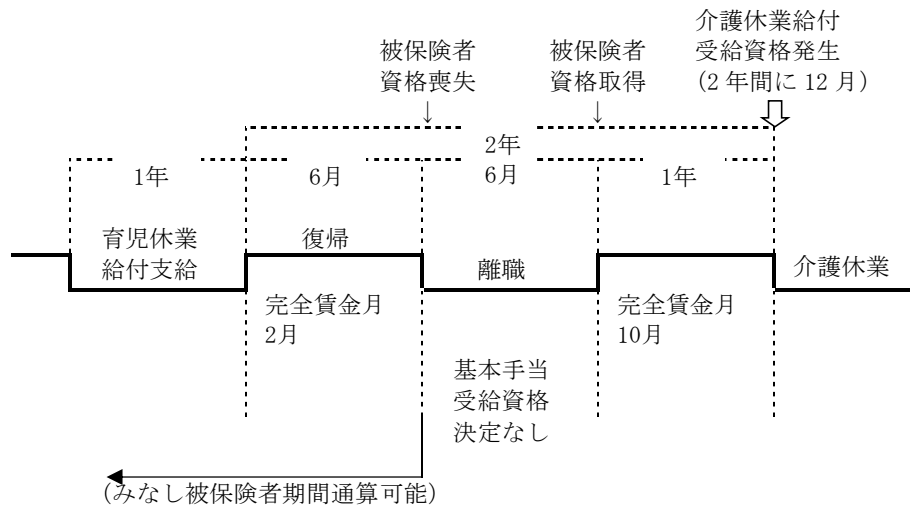 介護休業給付
受給資格発生
(2年間に12月)
被保険者
資格喪失
↓
被保険者
資格取得
↓
2年
1年
6月
6月
1年
育児休業
給付支給
復帰
離職
介護休業
完全賃金月
2月
完全賃金月
10月
基本手当
受給資格
決定なし
(みなし被保険者期間通算可能)